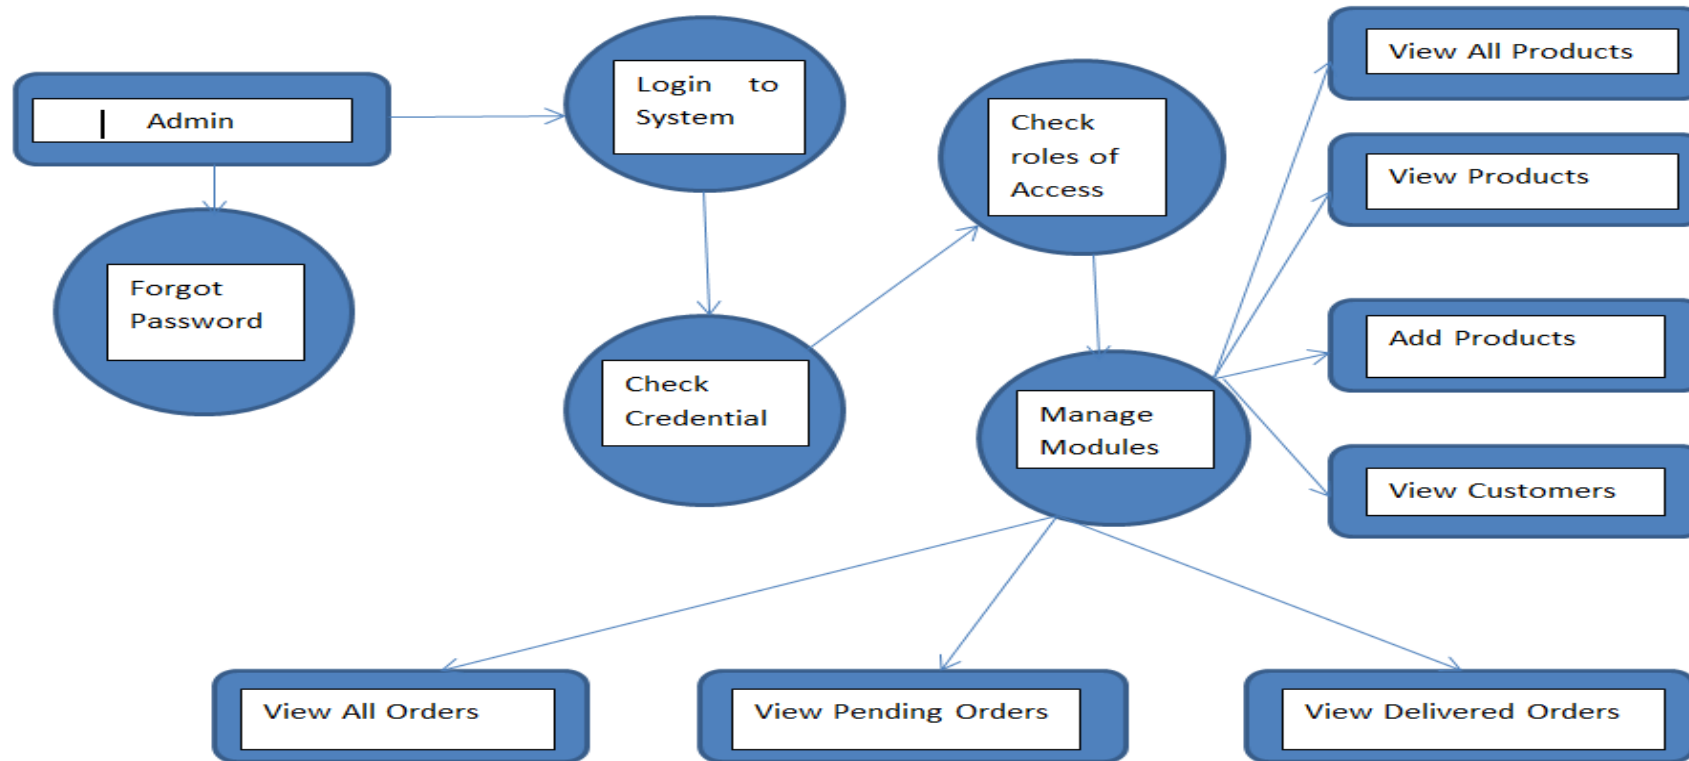 Admin
Login to
System
Forgot
Password
Check
Credential
Check
roles of
Access
Manage
Modules
View All Products
View Products
Add Products
View Customers
View All Orders
View Pending Orders
View Delivered Orders